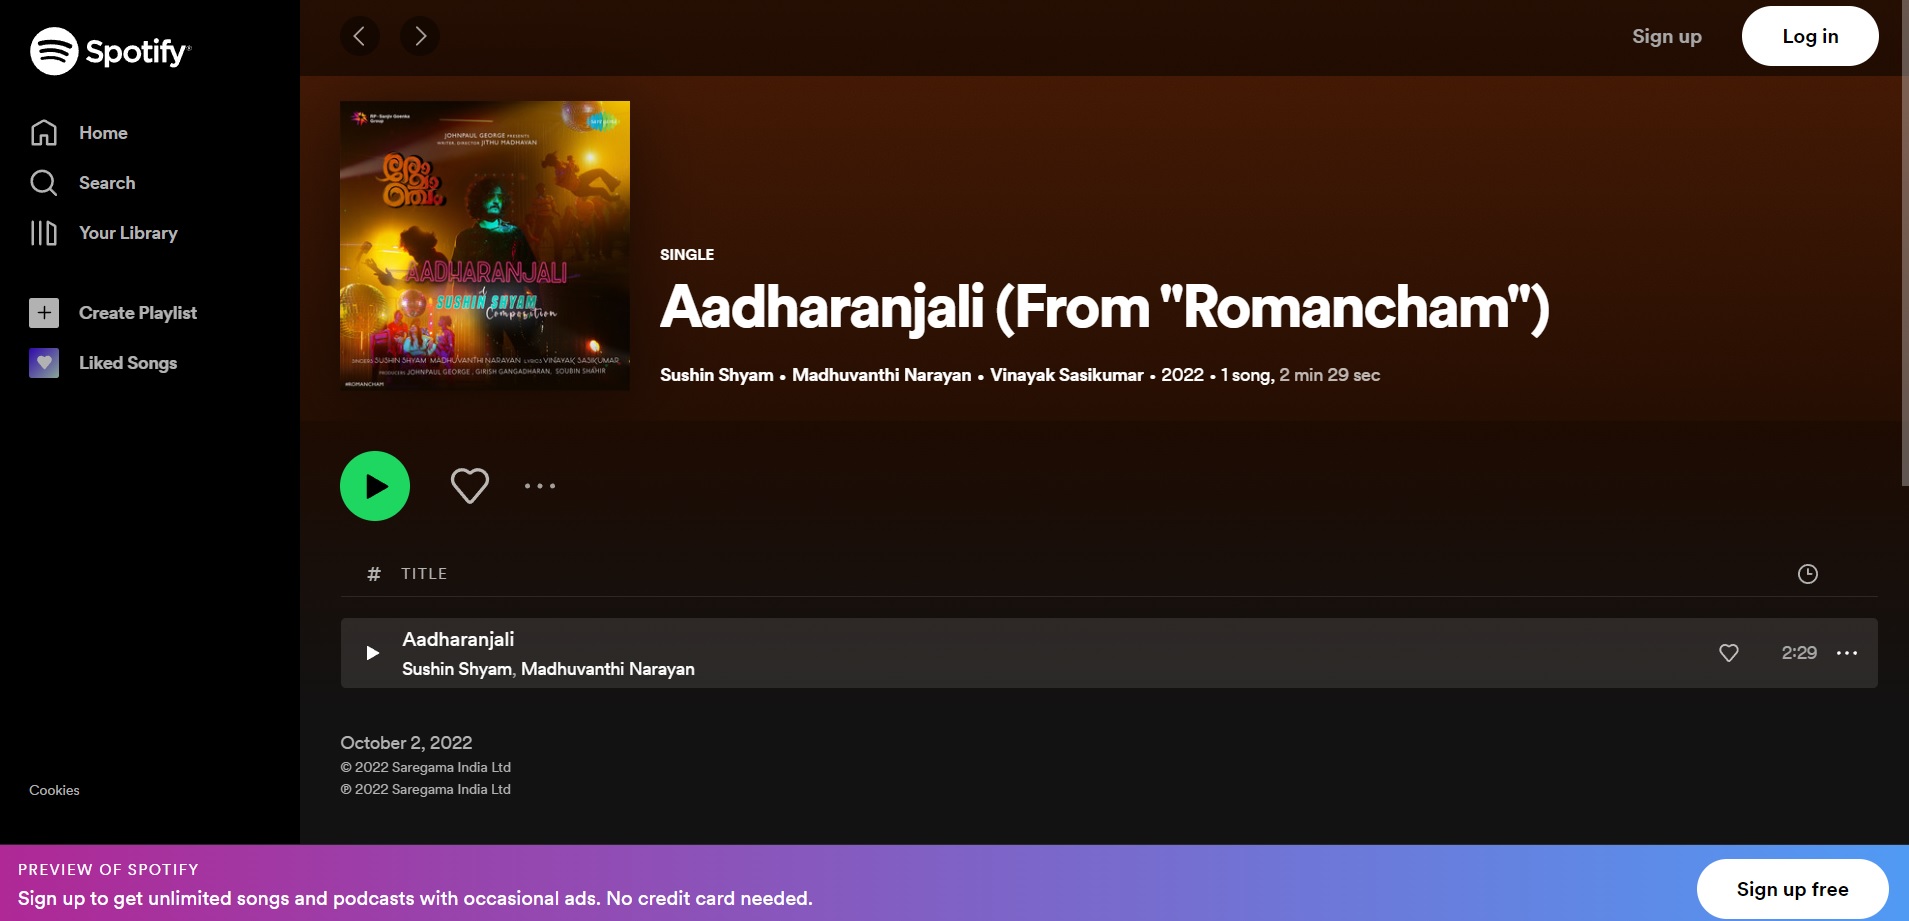 Spotify
Home
Search
Your Library
Create Playlist
Liked Songs
Cookies
Sign up
Log in
RP-Sanjiv Goenka
Group
saregama
JOHNPAUL GEORGE PRESENTS
WRITER, DIRECTOR JITHU MADHAVAN
രോമാഞ്ചം
AADHARANJALI
A
SUSHIN SHYAM
Composition
SINGERS SUSHIN SHYAM MADHUVANTHI NARAYAN LYRICS VINAYAK SASIKUMAR
PRODUCERS JOHNPAUL GEORGE, GIRISH GANGADHARAN, SOUBIN SHAHIR
#ROMANCHAM
SINGLE
Aadharanjali (From "Romancham")
Sushin Shyam • Madhuvanthi Narayan • Vinayak Sasikumar • 2022 • 1 song, 2 min 29 sec
# TITLE
Aadharanjali
Sushin Shyam, Madhuvanthi Narayan
2:29
October 2, 2022
© 2022 Saregama India Ltd
℗ 2022 Saregama India Ltd
PREVIEW OF SPOTIFY
Sign up to get unlimited songs and podcasts with occasional ads. No credit card needed.
Sign up free